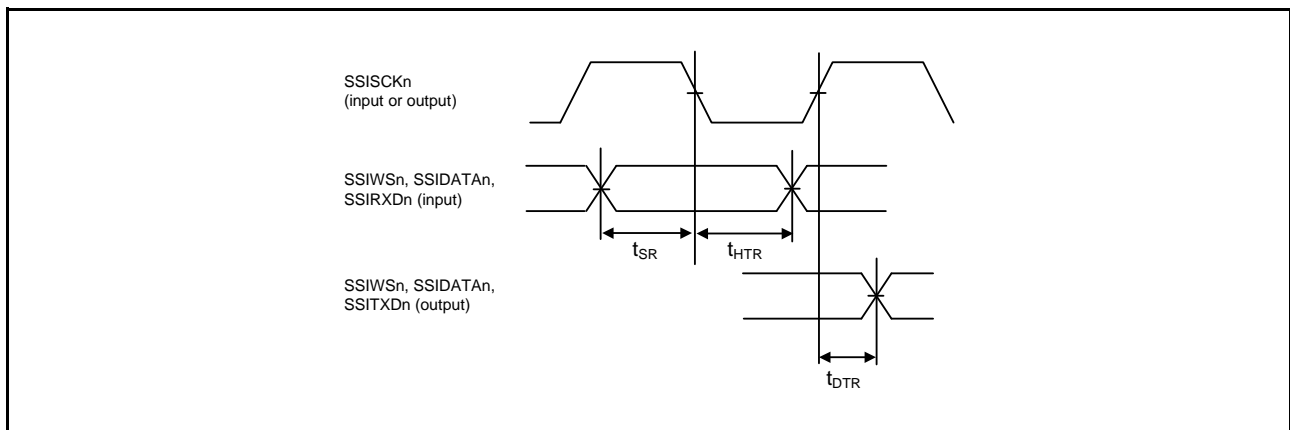 SSISCKn
(input or output)
SSIWSn, SSIDATAn,
SSIRXDn (input)
tSR
tHTR
SSIWSn, SSIDATAn,
SSITXDn (output)
tDTR